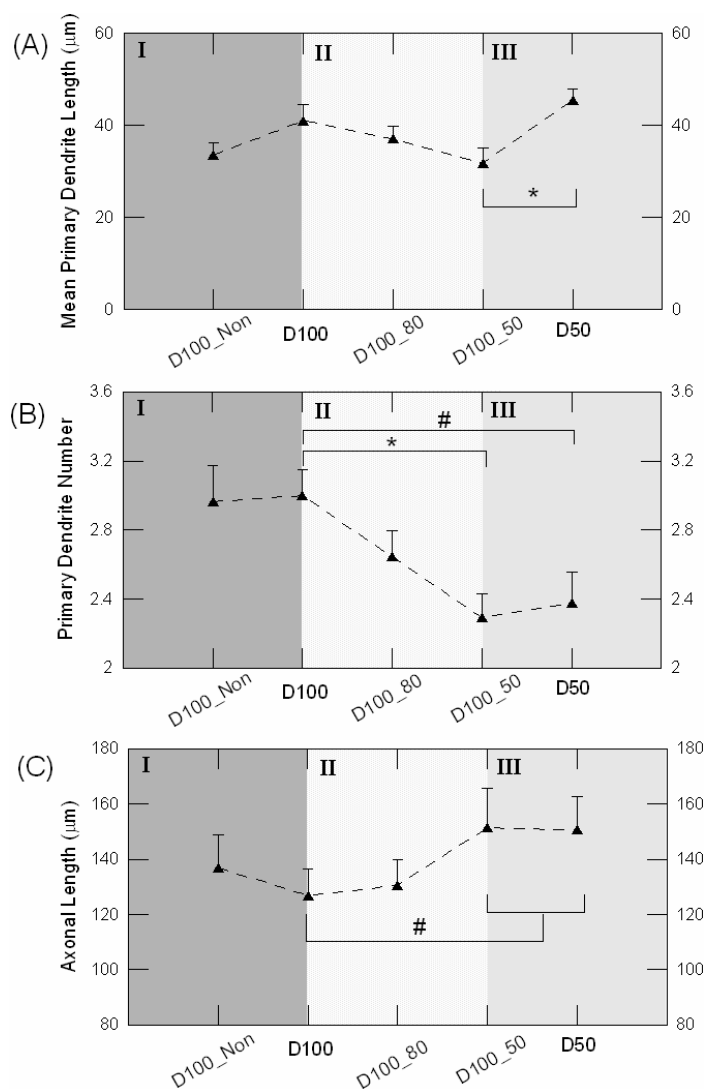 (A)
Mean Primary Dendrite Length (μm)
60 I II III 60
40 40
20 * 20
0 0
D100_Non D100 D100_80 D100_50 D50
(B)
Primary Dendrite Number
3.6 I II III 3.6
#
3.2 * 3.2
2.8 2.8
2.4 2.4
2 2
D100_Non D100 D100_80 D100_50 D50
(C)
Axonal Length (μm)
180 I II III 180
160 160
140 140
120 120
#
100 100
80 80
D100_Non D100 D100_80 D100_50 D50